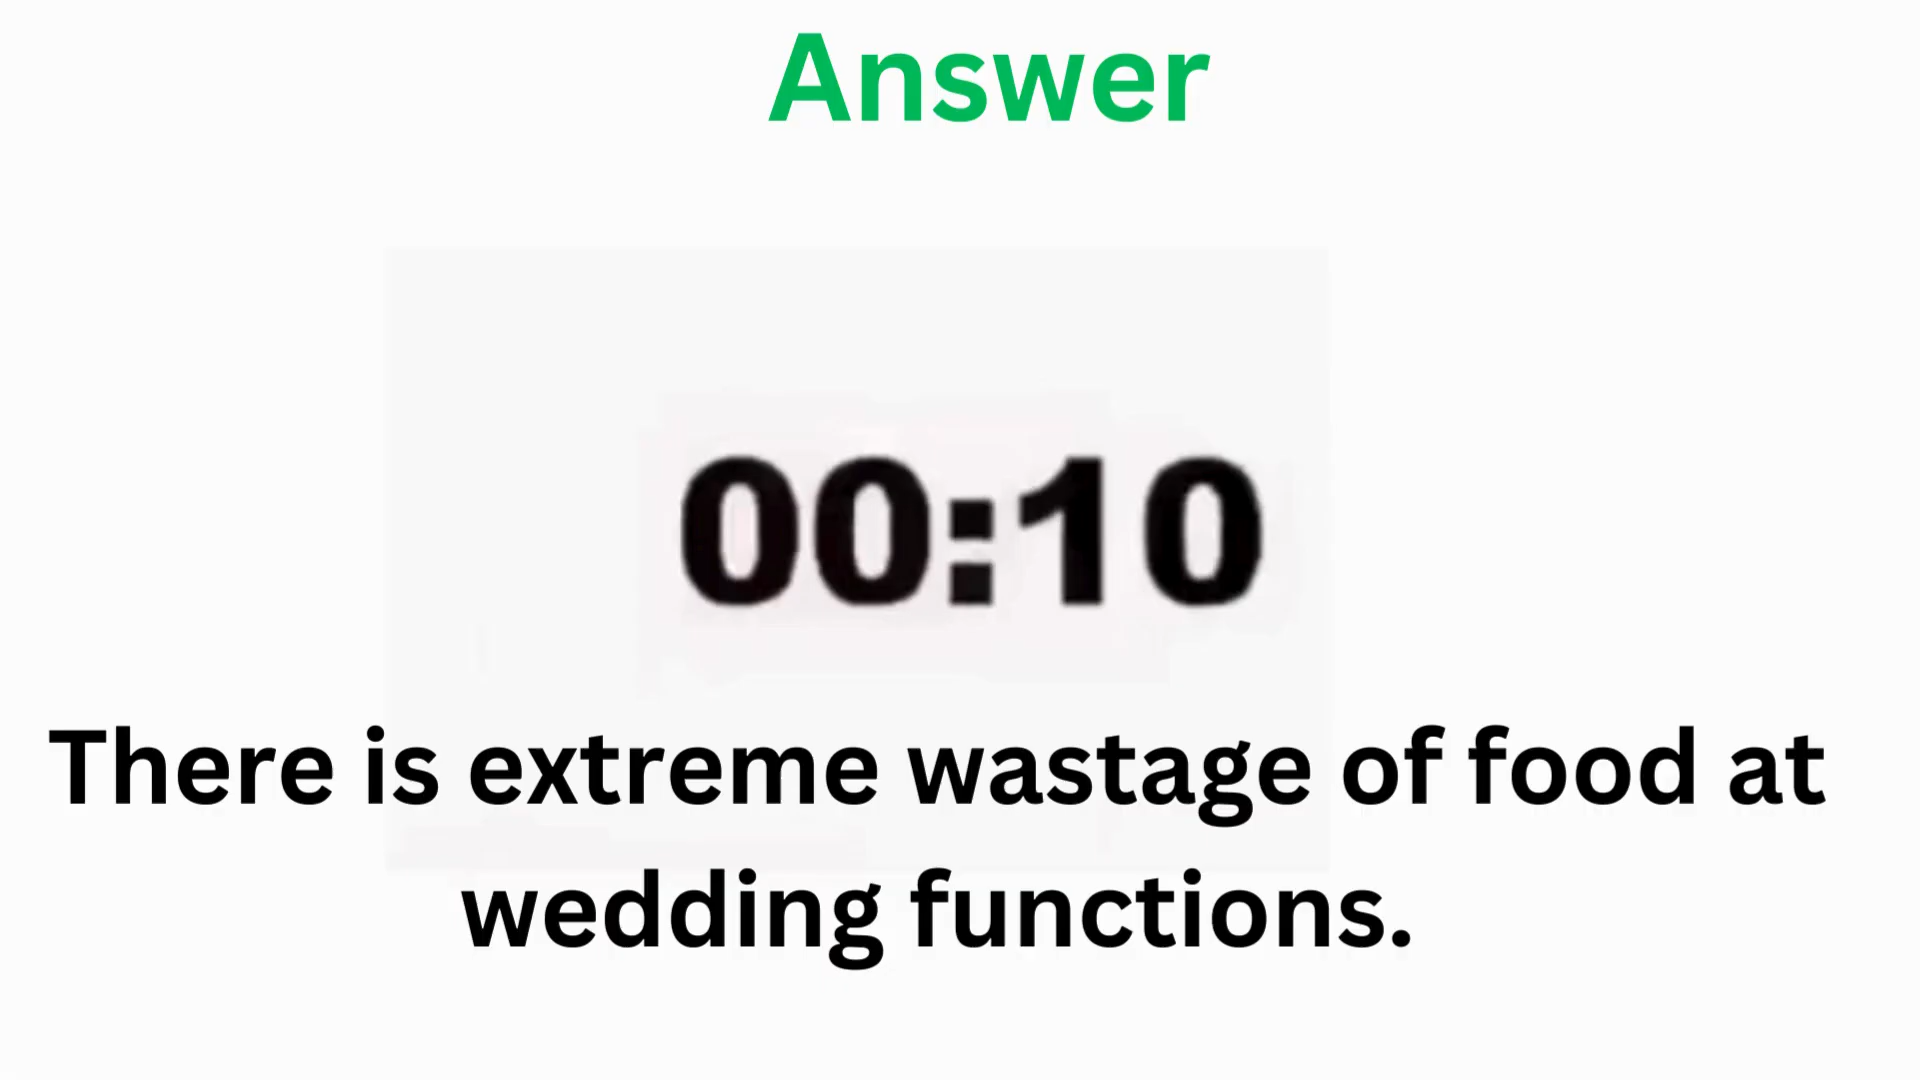 Answer
00:10
There is extreme wastage of food at
wedding functions.